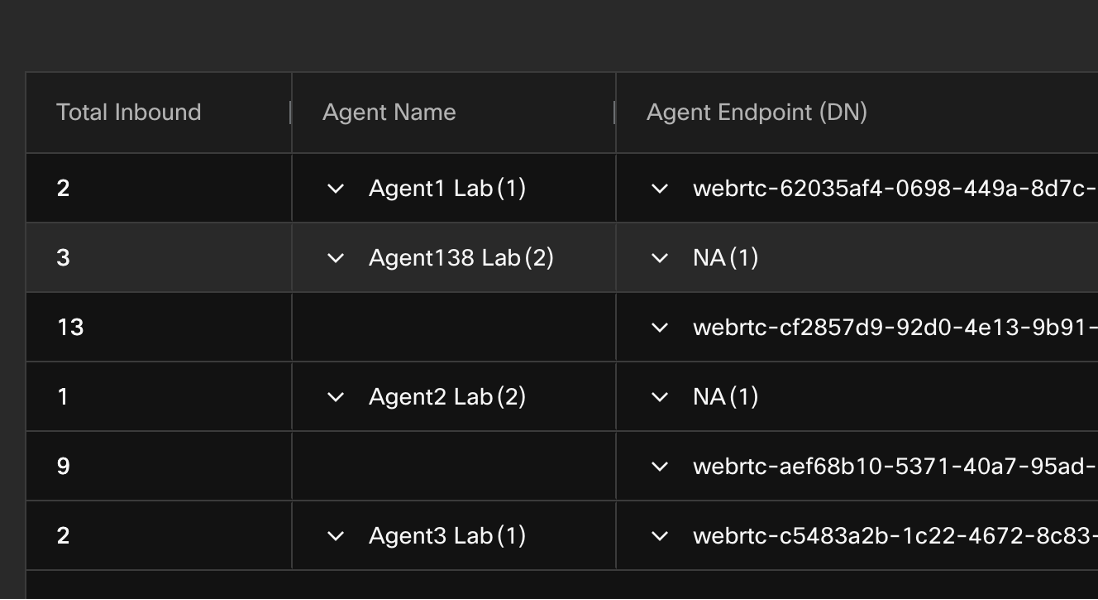 Total Inbound Agent Name Agent Endpoint (DN)
2 Agent1 Lab (1) webrtc-62035af4-0698-449a-8d7c-
3 Agent138 Lab (2) NA (1)
13 webrtc-cf2857d9-92d0-4e13-9b91-
1 Agent2 Lab (2) NA (1)
9 webrtc-aef68b10-5371-40a7-95ad-
2 Agent3 Lab (1) webrtc-c5483a2b-1c22-4672-8c83-